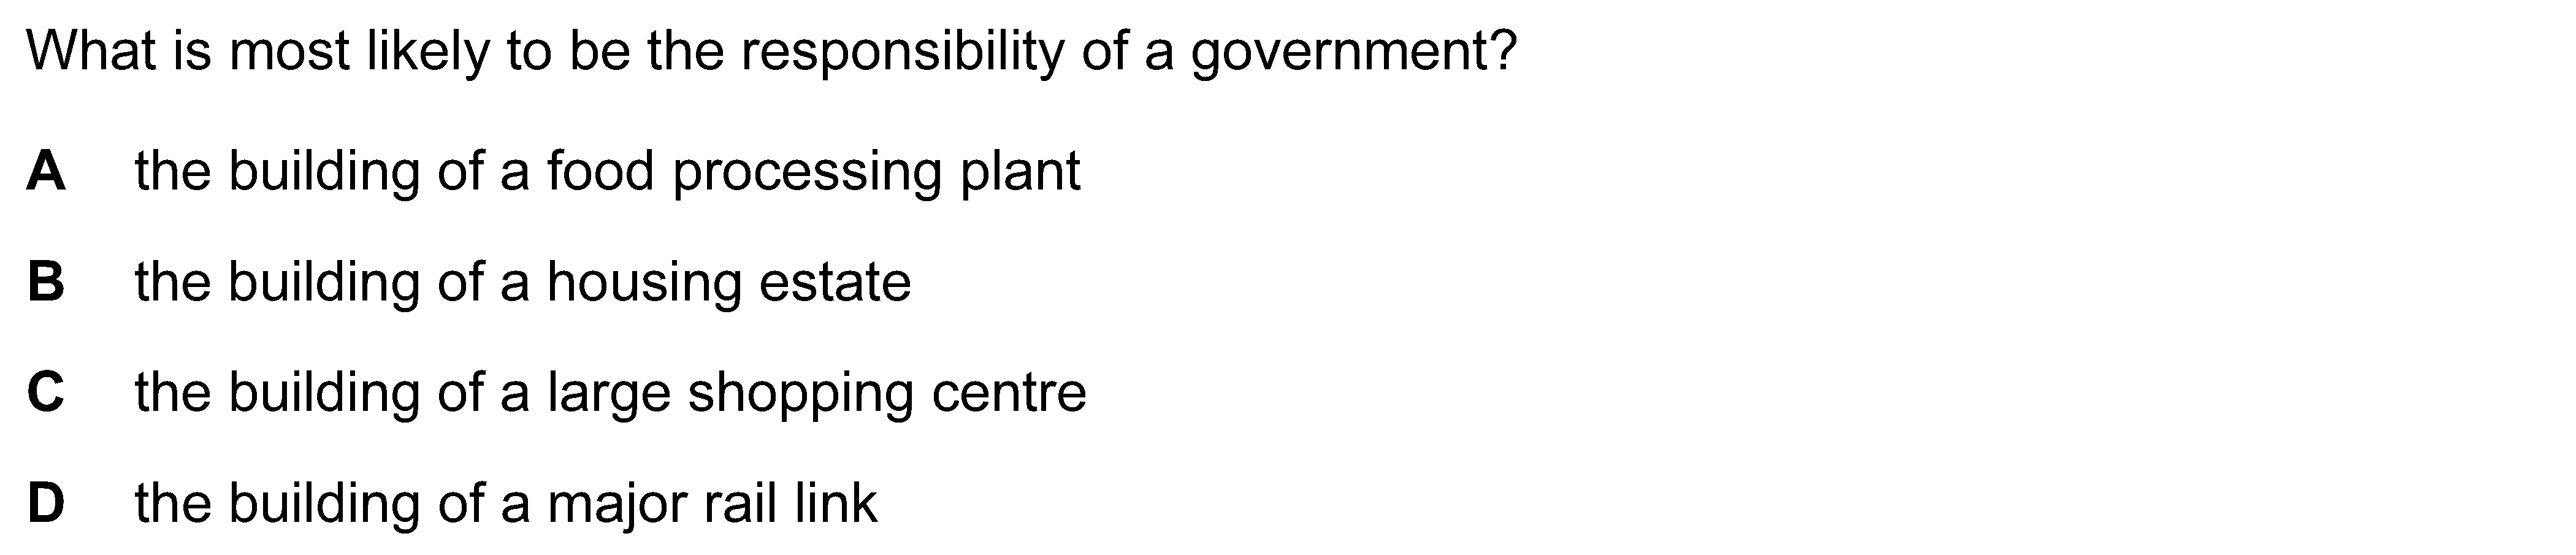 What is most likely to be the responsibility of a government?
A the building of a food processing plant
B the building of a housing estate
C the building of a large shopping centre
D the building of a major rail link